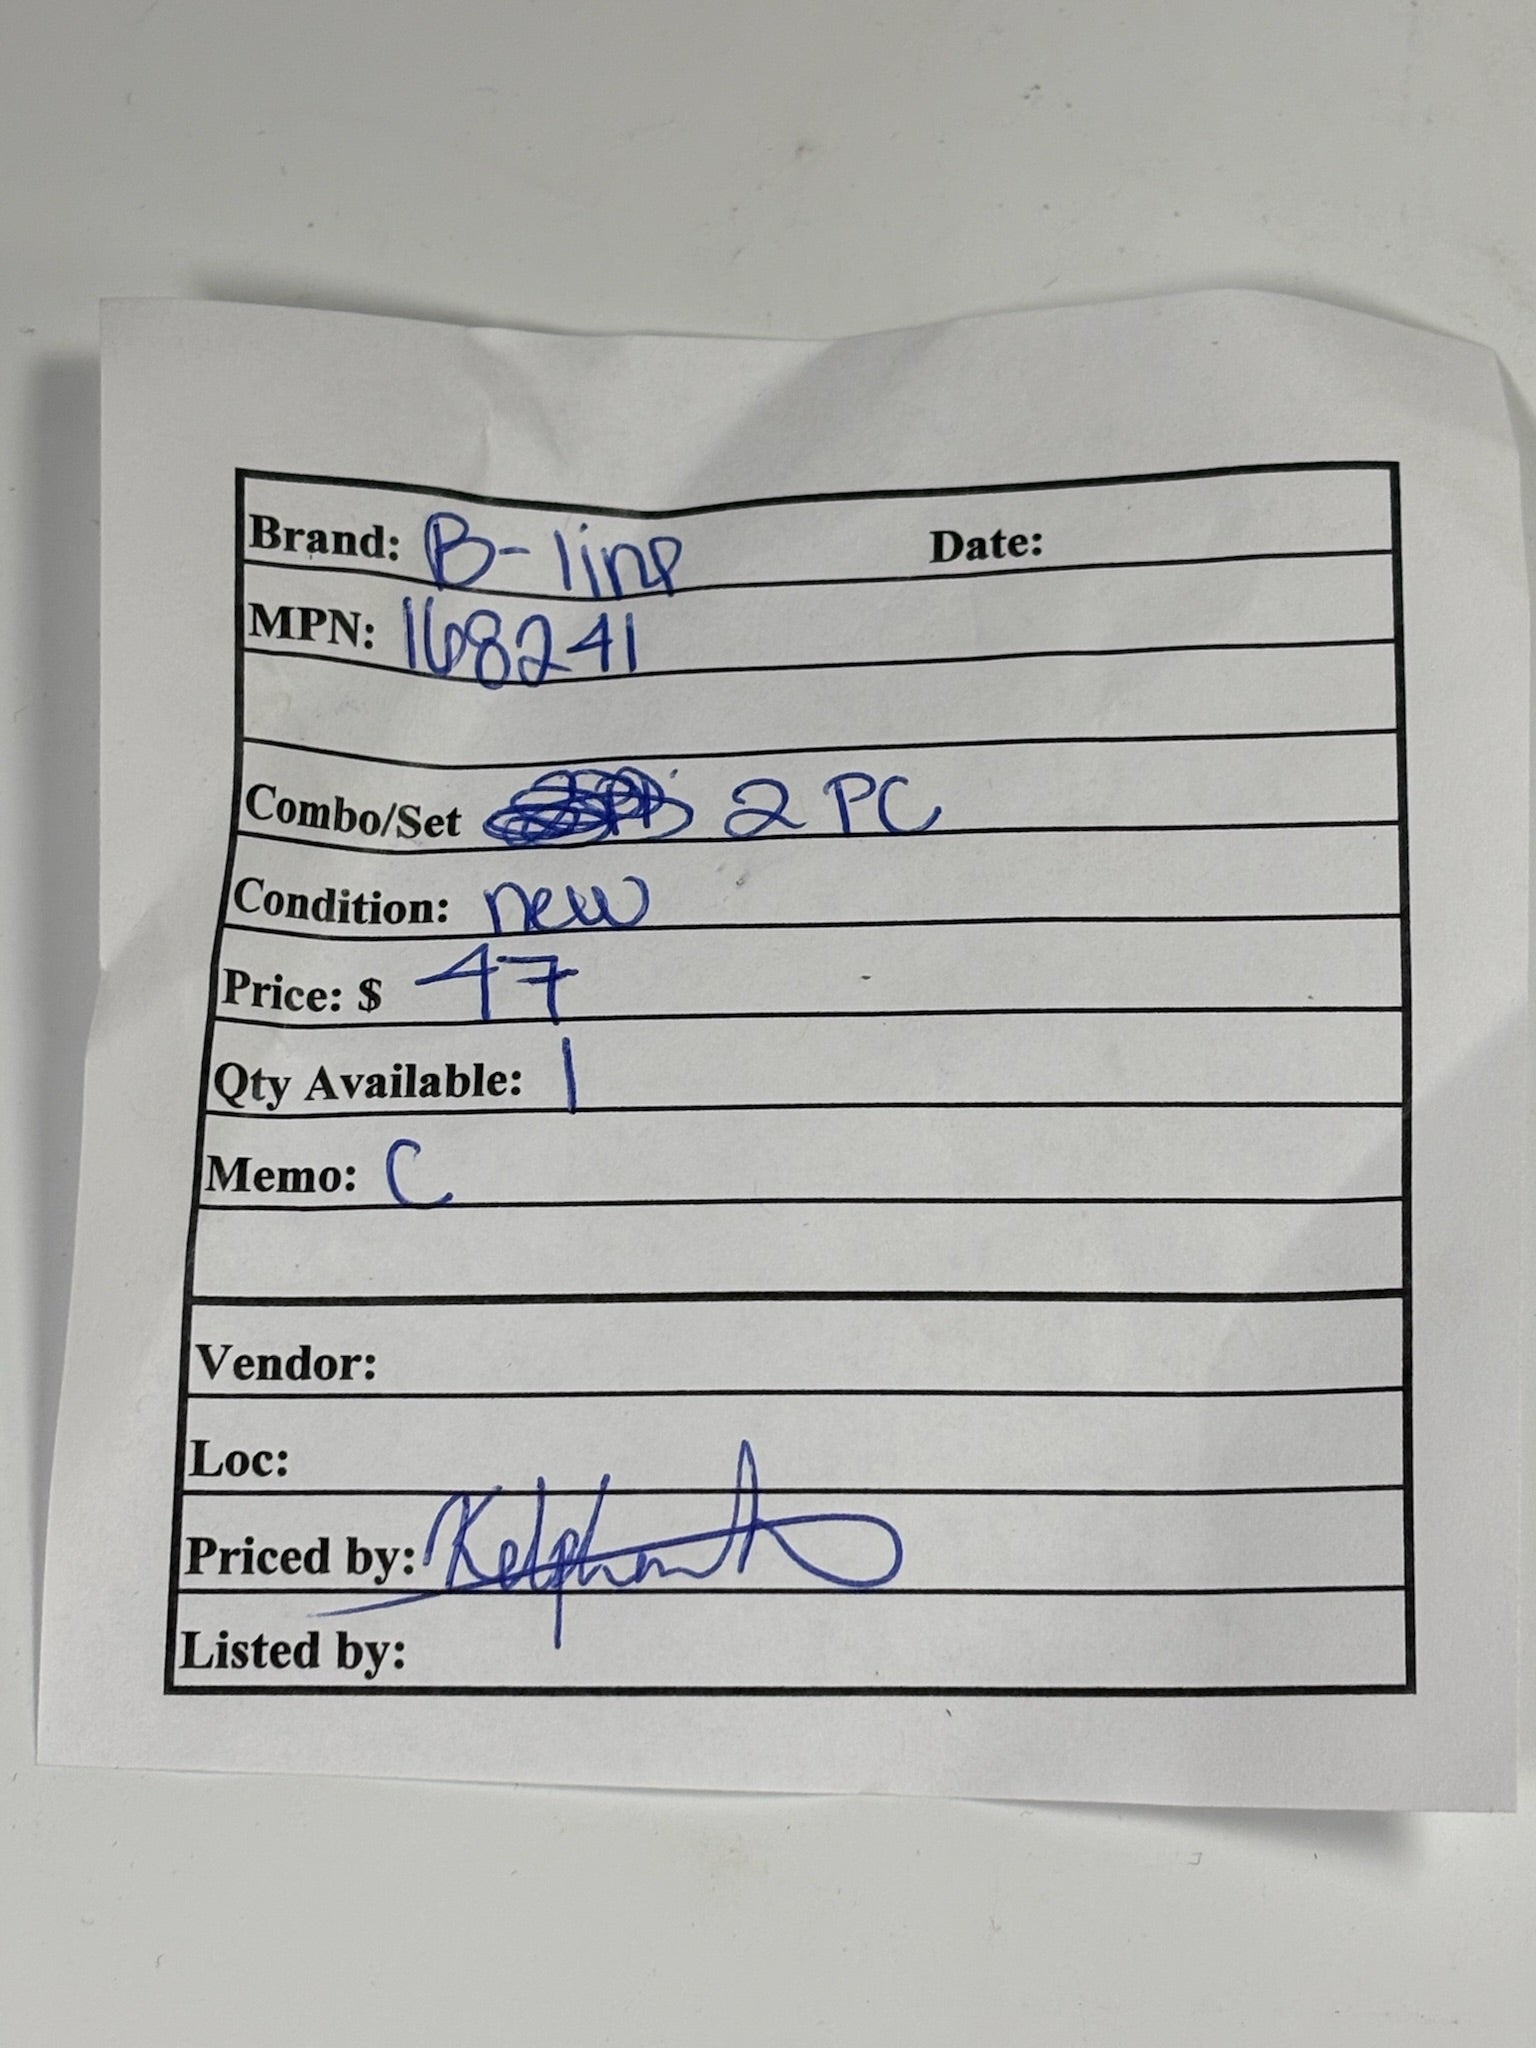 Brand: B-line Date:
MPN: 168241
Combo/Set 2 PC
Condition: new
Price: $ 47
Qty Available: 1
Memo: C
Vendor:
Loc:
Priced by:
Listed by: